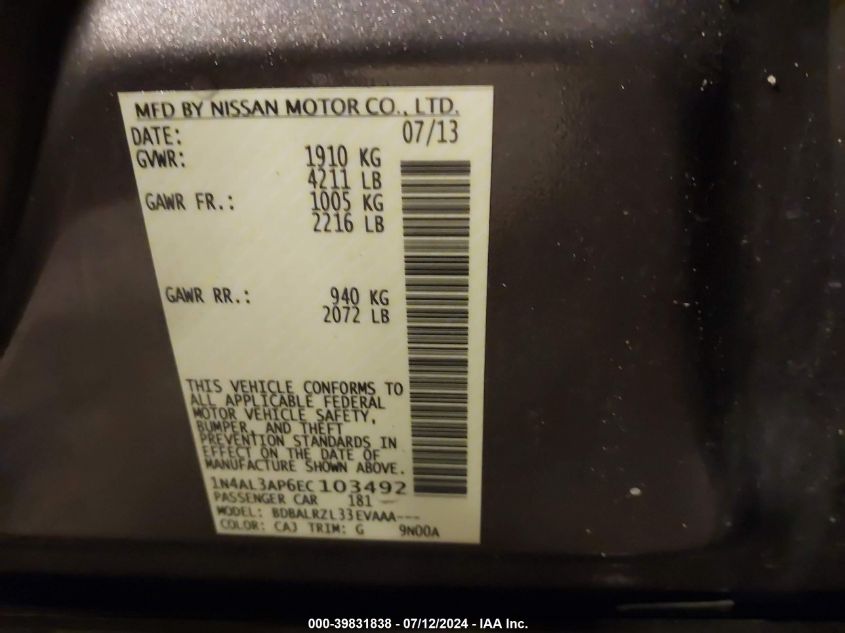 MFD BY NISSAN MOTOR CO., LTD.
DATE: 07/13
GVWR: 1910 KG
4211 LB
GAWR FR.: 1005 KG
2216 LB
GAWR RR.: 940 KG
2072 LB
THIS VEHICLE CONFORMS TO
ALL APPLICABLE FEDERAL
MOTOR VEHICLE SAFETY,
BUMPER, AND THEFT
PREVENTION STANDARDS IN
EFFECT ON THE DATE OF
MANUFACTURE SHOWN ABOVE.
1N4AL3AP6EC103492
PASSENGER CAR 181
MODEL: BDBALRZL33EVAAA---
COLOR: CAJ TRIM: G 9N00A
000-39831838 - 07/12/2024 - IAA Inc.